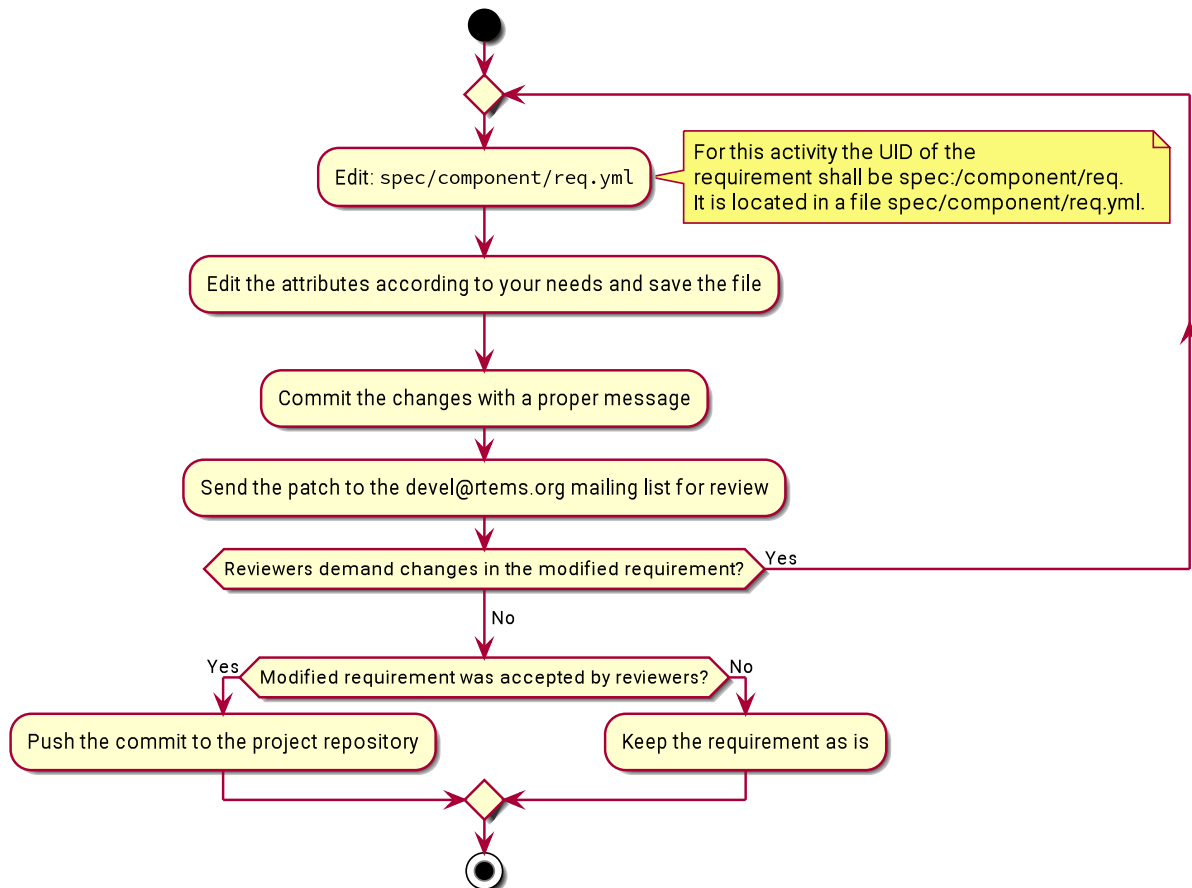 Edit: spec/component/req.yml
For this activity the UID of the
requirement shall be spec:/component/req.
It is located in a file spec/component/req.yml.
Edit the attributes according to your needs and save the file
Commit the changes with a proper message
Send the patch to the devel@rtems.org mailing list for review
Reviewers demand changes in the modified requirement?
Yes
No
Yes
Modified requirement was accepted by reviewers?
No
Push the commit to the project repository
Keep the requirement as is